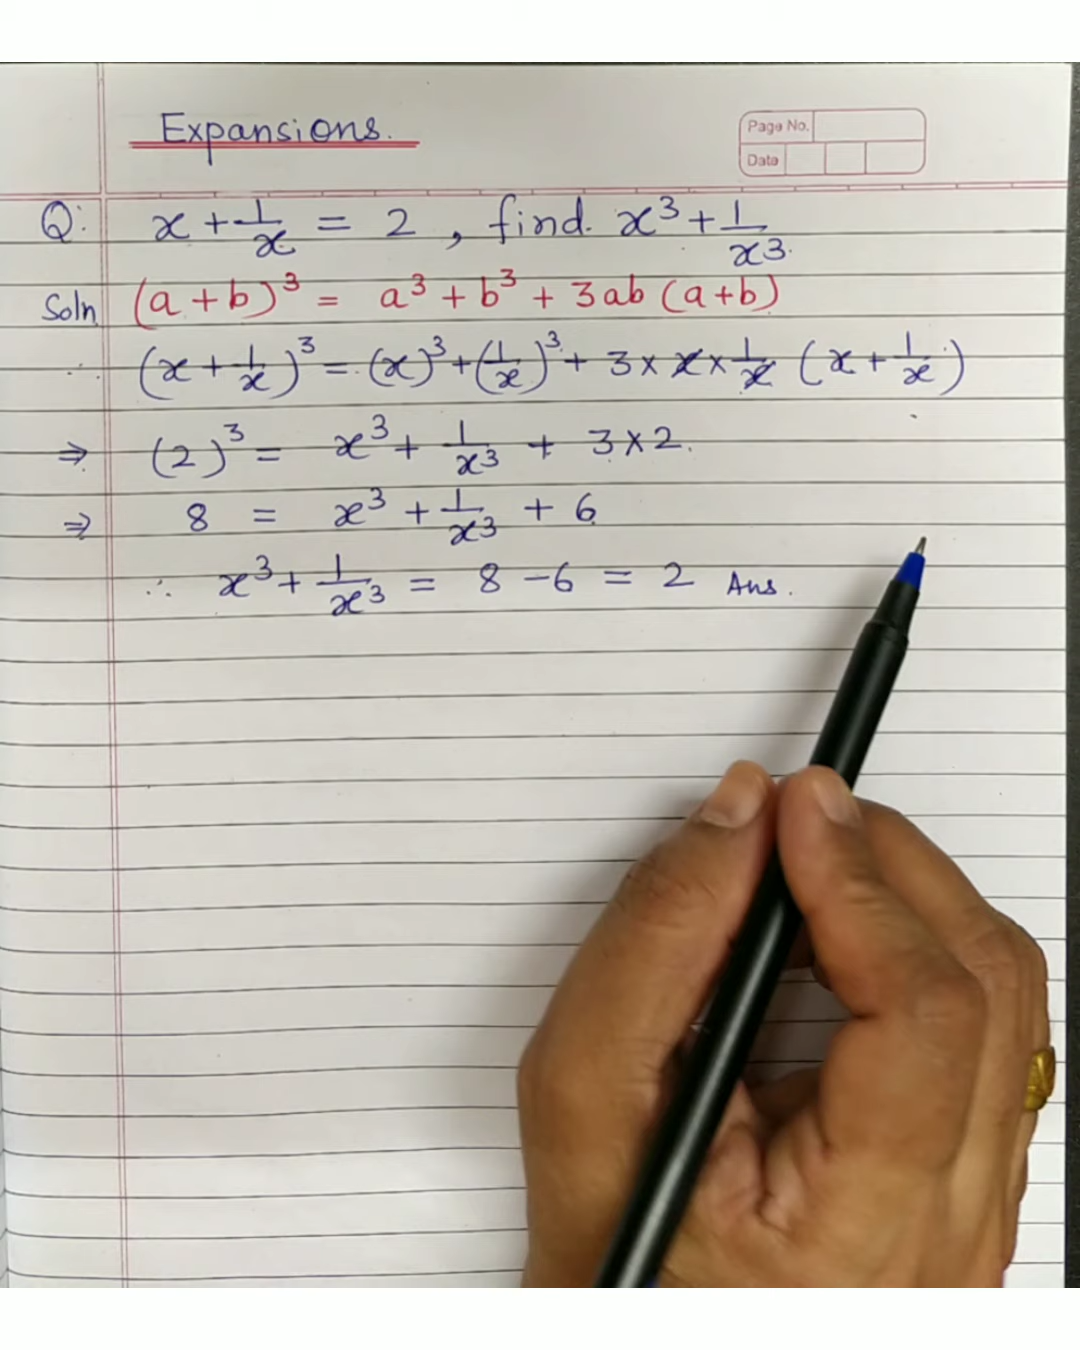 Expansions.
Page No.
Date
Q: x + 1/x = 2, find x³ + 1/x³.
Soln (a+b)³ = a³ + b³ + 3ab (a+b)
∴ (x + 1/x)³ = (x)³ + (1/x)³ + 3 × x × 1/x (x + 1/x)
⇒ (2)³ = x³ + 1/x³ + 3×2.
⇒ 8 = x³ + 1/x³ + 6
∴ x³ + 1/x³ = 8 - 6 = 2 Ans.